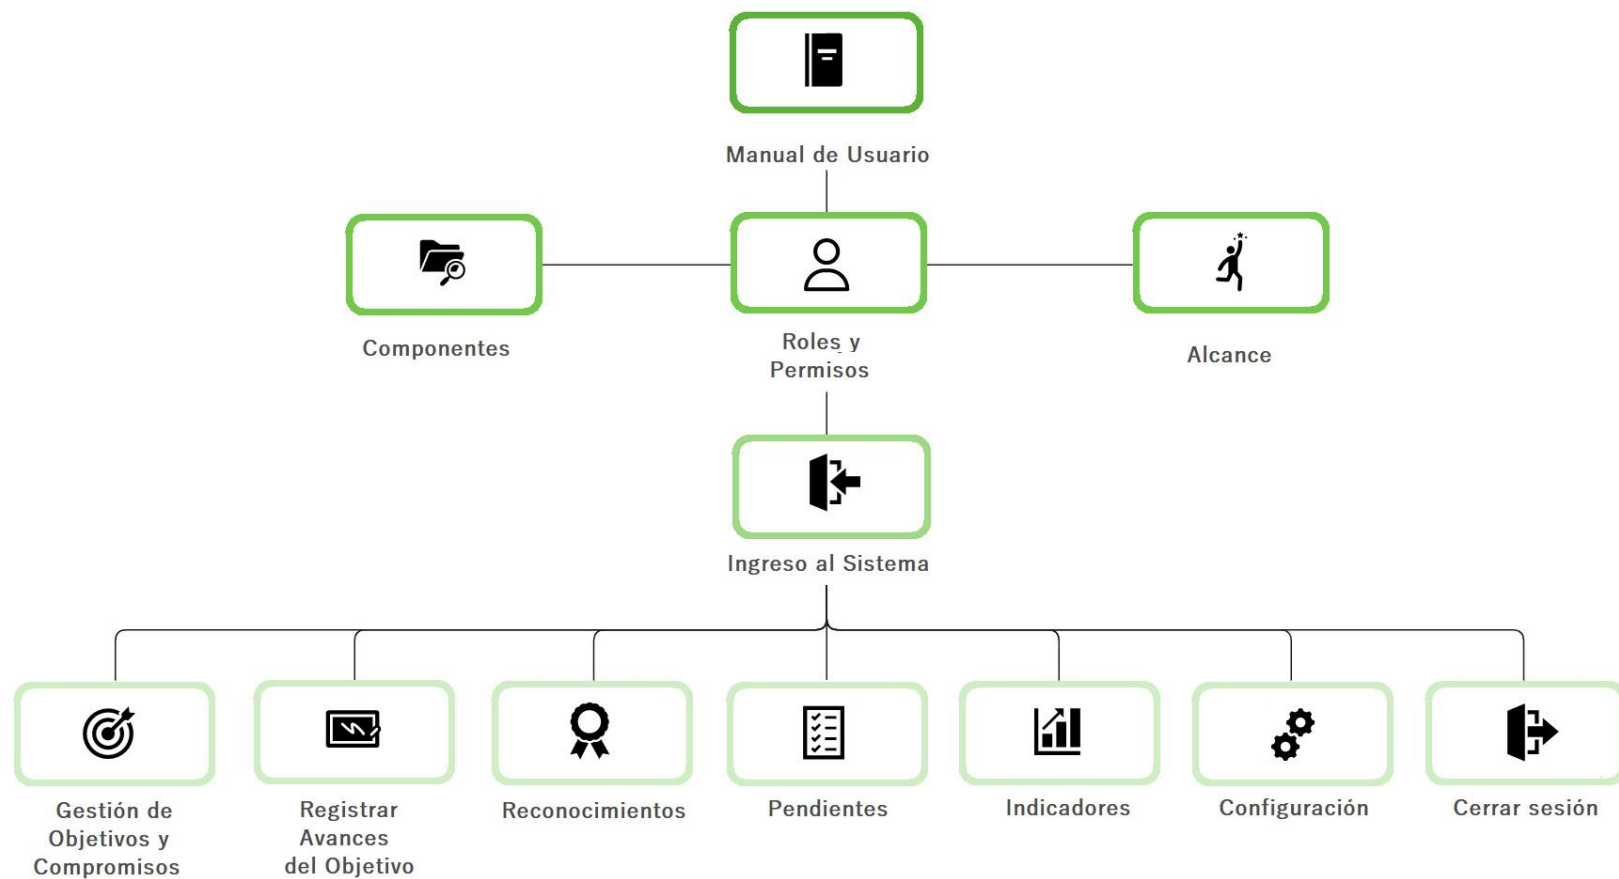 Manual de Usuario
Componentes
Roles y
Permisos
Alcance
Ingreso al Sistema
Gestión de
Objetivos y
Compromisos
Registrar
Avances
del Objetivo
Reconocimientos
Pendientes
Indicadores
Configuración
Cerrar sesión